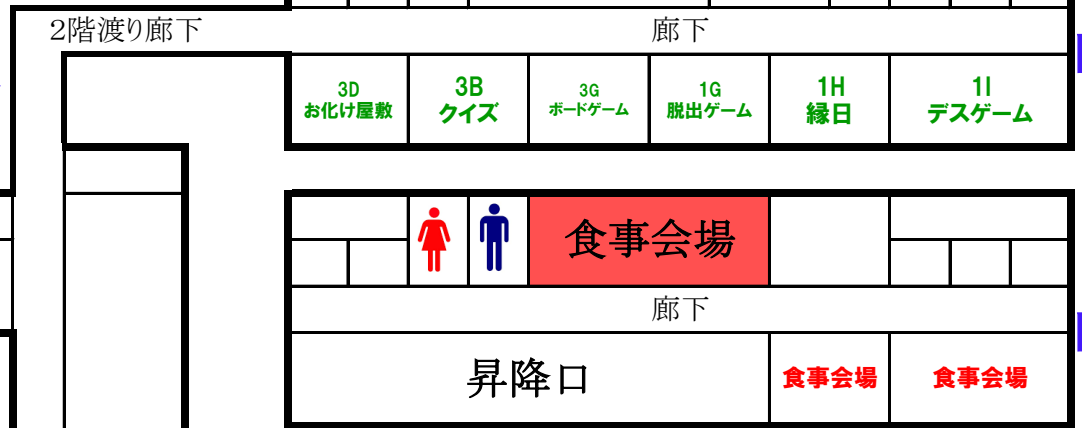 2階渡り廊下
廊下
3D
お化け屋敷
3B
クイズ
3G
ボードゲーム
1G
脱出ゲーム
1H
縁日
1I
デスゲーム
食事会場
廊下
昇降口
食事会場
食事会場